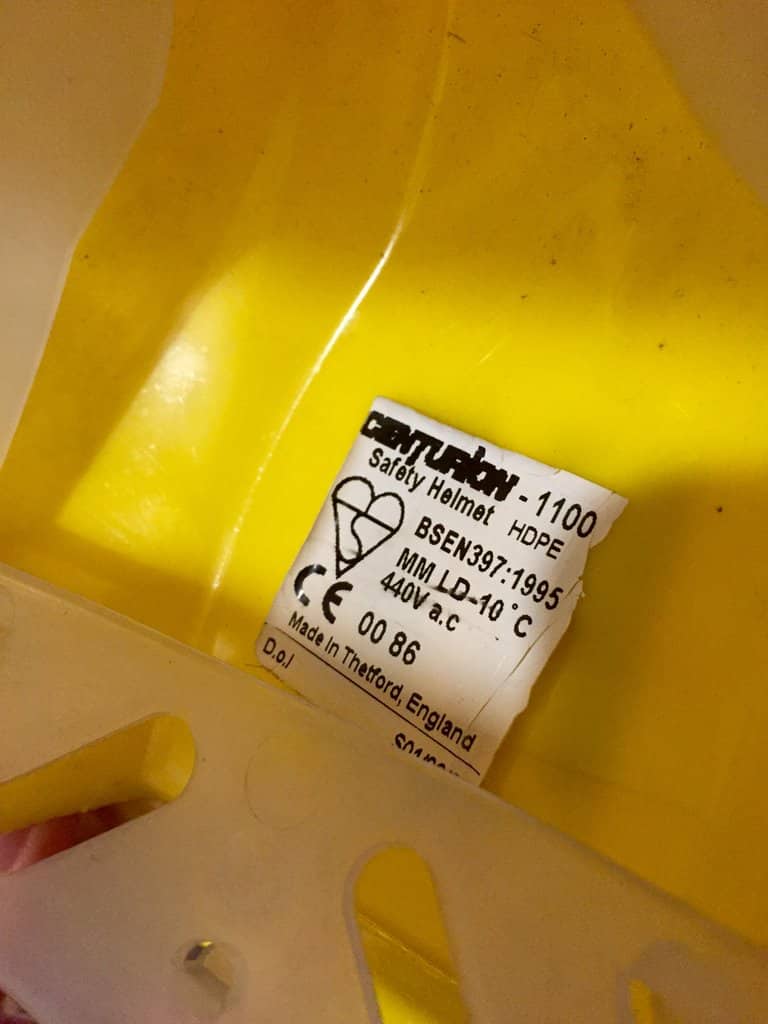 CENTURION - 1100
Safety Helmet HDPE
BSEN397:1995
MM LD-10 °C
440V a.c
CE 00 86
Made In Thetford, England
D.o.I